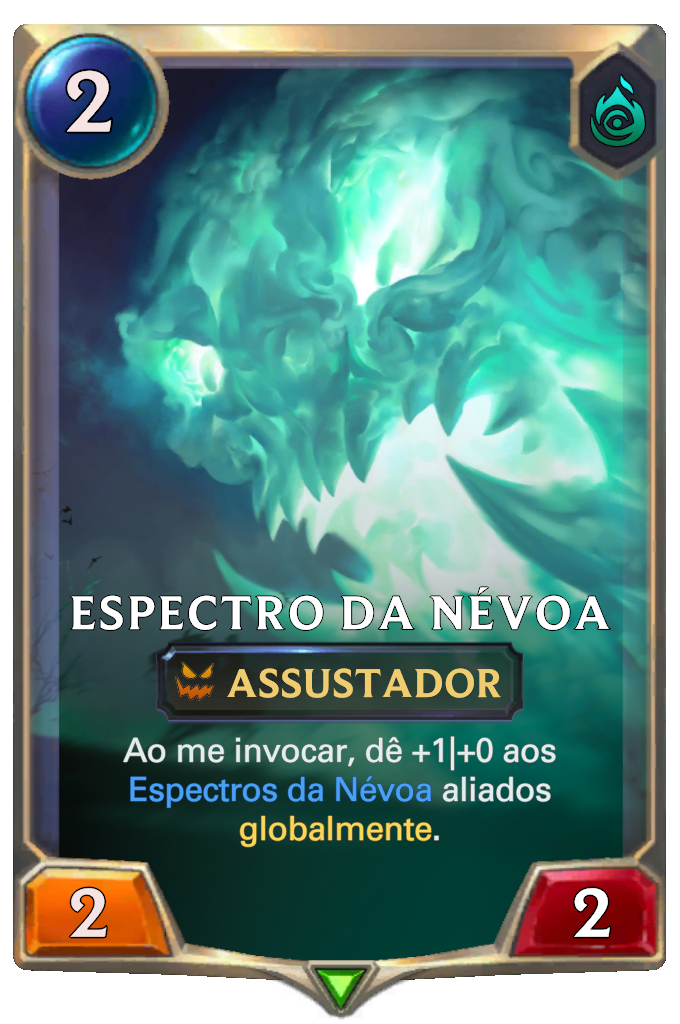 2
ESPECTRO DA NÉVOA
ASSUSTADOR
Ao me invocar, dê +1|+0 aos
Espectros da Névoa aliados
globalmente.
2 2